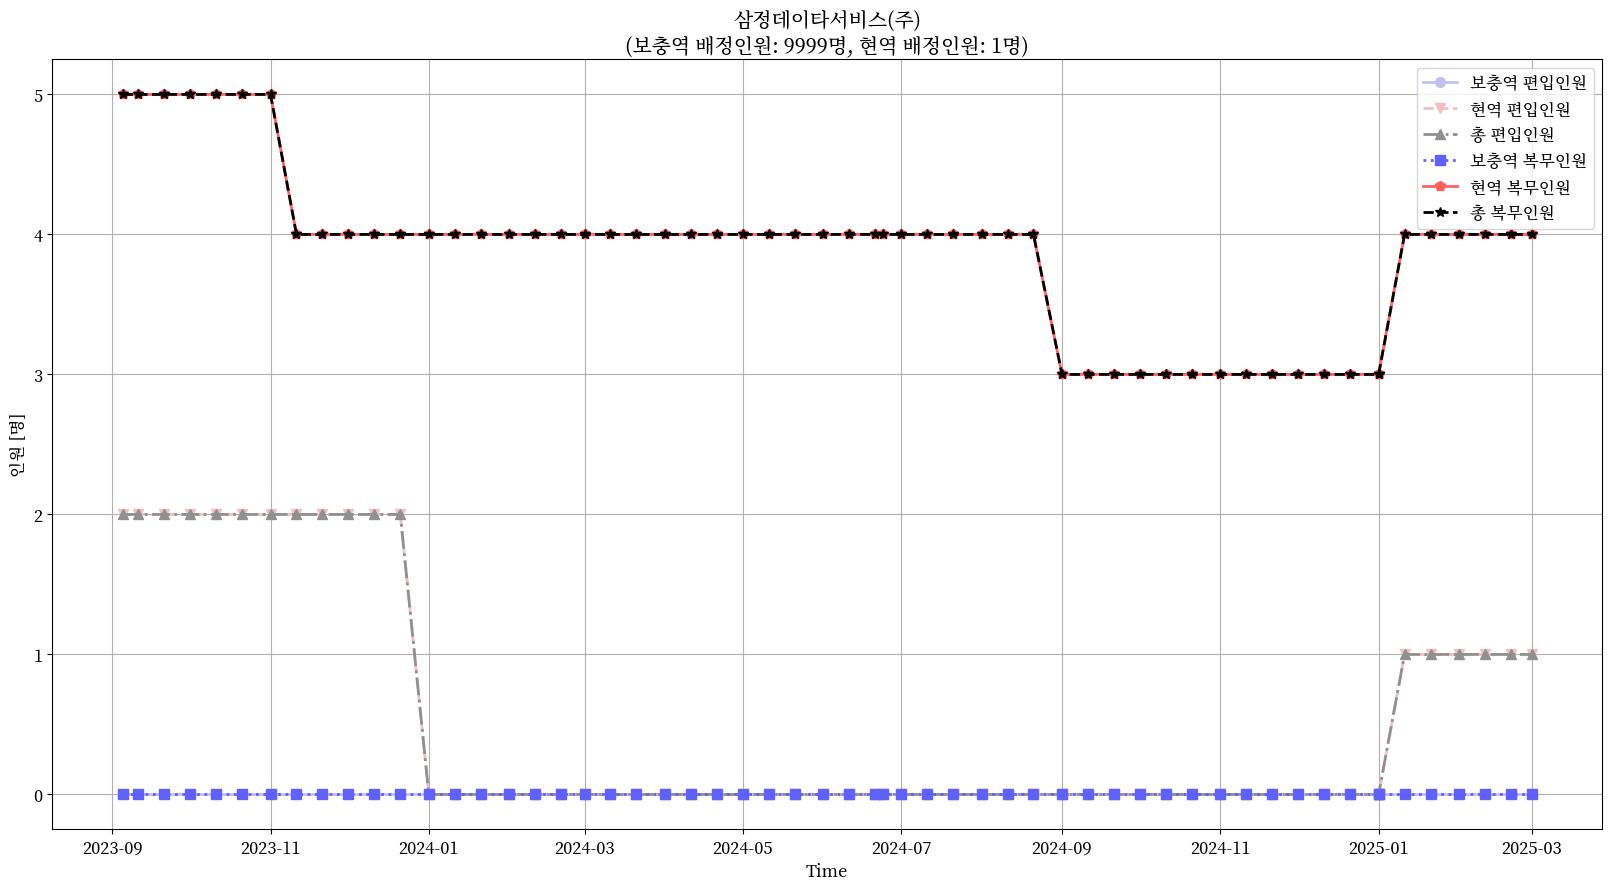 삼정데이타서비스(주)
(보충역 배정인원: 9999명, 현역 배정인원: 1명)
보충역 편입인원
현역 편입인원
총 편입인원
보충역 복무인원
현역 복무인원
총 복무인원
인원 [명]
5
4
3
2
1
0
2023-09 2023-11 2024-01 2024-03 2024-05 2024-07 2024-09 2024-11 2025-01 2025-03
Time